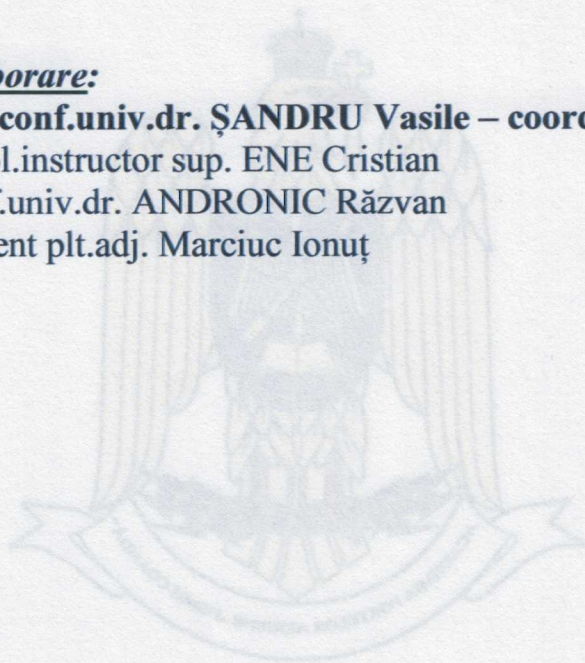 borare:
conf.univ.dr. ȘANDRU Vasile – coord
l.instructor sup. ENE Cristian
f.univ.dr. ANDRONIC Răzvan
ent plt.adj. Marciuc Ionuț